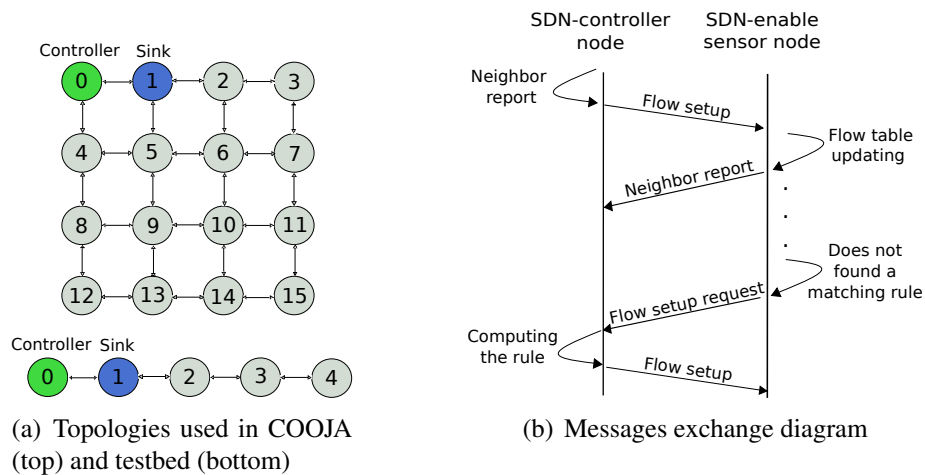 Controller Sink
0 1 2 3
4 5 6 7
8 9 10 11
12 13 14 15
Controller Sink
0 1 2 3 4
(a) Topologies used in COOJA
(top) and testbed (bottom)
SDN-controller
node
SDN-enable
sensor node
Neighbor
report
Flow setup
Flow table
updating
Neighbor report
.
.
.
Does not
found a
matching rule
Flow setup request
Computing
the rule
Flow setup
(b) Messages exchange diagram